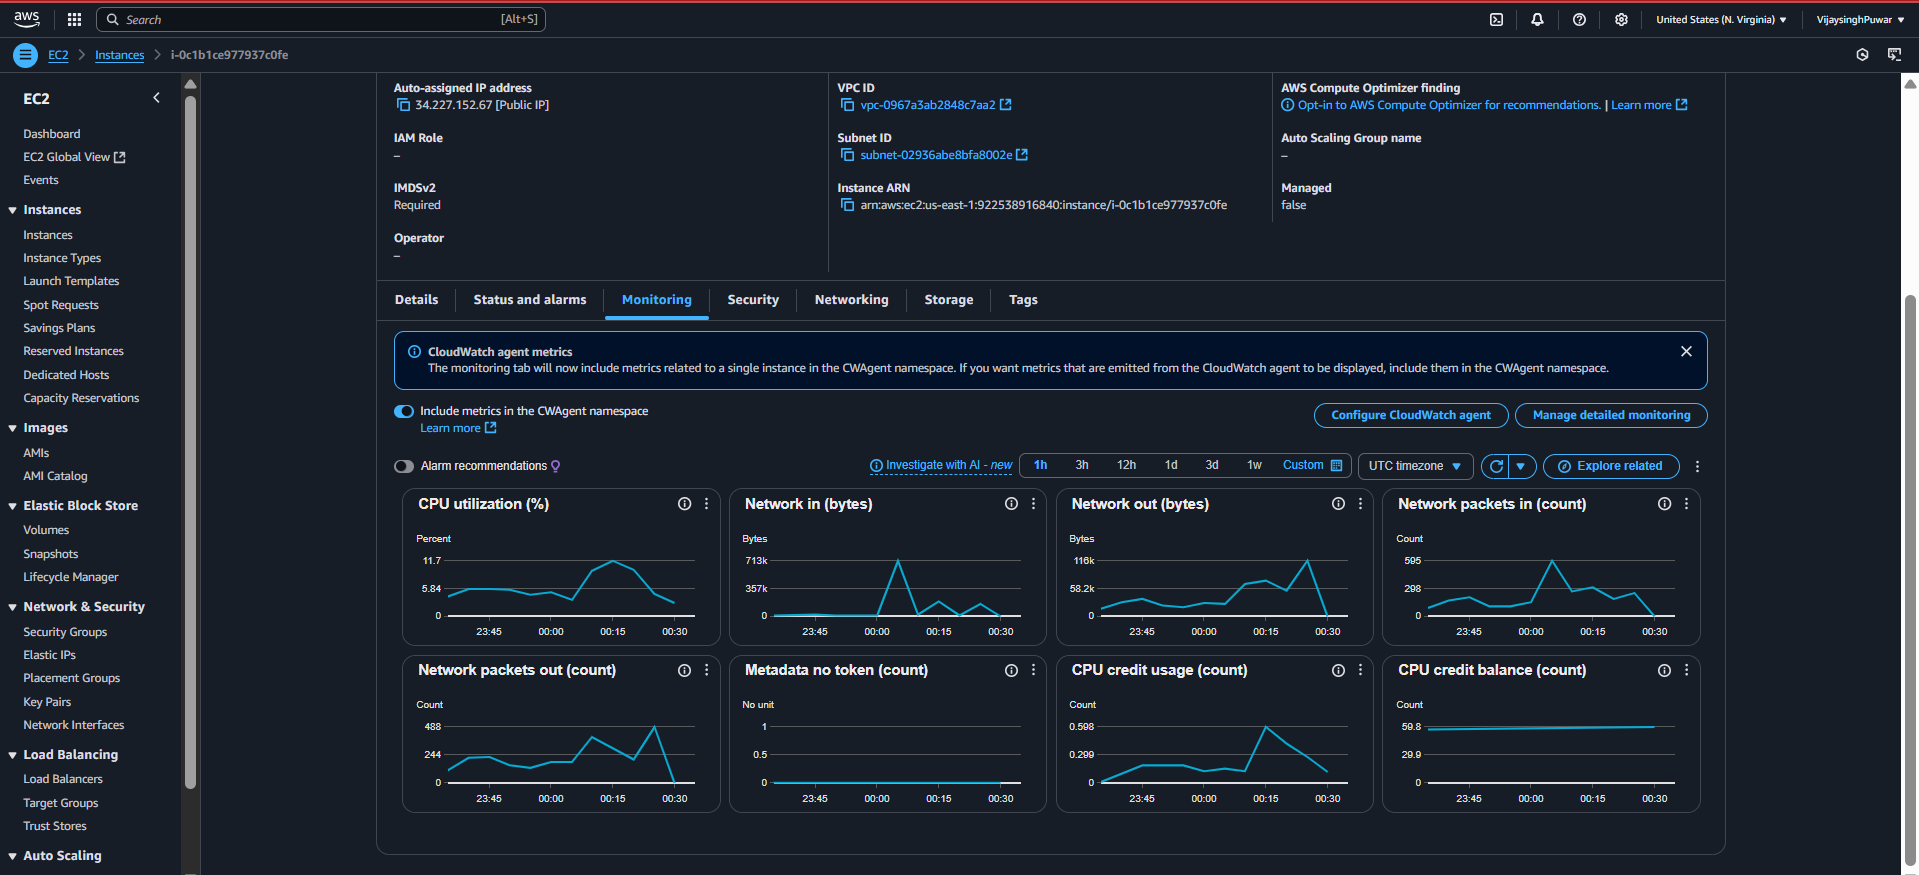 aws
Search [Alt+S]
United States (N. Virginia)
VijaysinghPuwar
EC2
Instances
i-0c1b1ce977937c0fe
EC2
Dashboard
EC2 Global View
Events
Instances
Instances
Instance Types
Launch Templates
Spot Requests
Savings Plans
Reserved Instances
Dedicated Hosts
Capacity Reservations
Images
AMIs
AMI Catalog
Elastic Block Store
Volumes
Snapshots
Lifecycle Manager
Network & Security
Security Groups
Elastic IPs
Placement Groups
Key Pairs
Network Interfaces
Load Balancing
Load Balancers
Target Groups
Trust Stores
Auto Scaling
Auto-assigned IP address
34.227.152.67 [Public IP]
IAM Role
–
IMDSv2
Required
Operator
–
VPC ID
vpc-0967a3ab2848c7aa2
Subnet ID
subnet-02936abe8bfa8002e
Instance ARN
arn:aws:ec2:us-east-1:922538916840:instance/i-0c1b1ce977937c0fe
AWS Compute Optimizer finding
Opt-in to AWS Compute Optimizer for recommendations. | Learn more
Auto Scaling Group name
–
Managed
false
Details
Status and alarms
Monitoring
Security
Networking
Storage
Tags
CloudWatch agent metrics
The monitoring tab will now include metrics related to a single instance in the CWAgent namespace. If you want metrics that are emitted from the CloudWatch agent to be displayed, include them in the CWAgent namespace.
Include metrics in the CWAgent namespace
Learn more
Configure CloudWatch agent
Manage detailed monitoring
Alarm recommendations
Investigate with AI - new
1h
3h
12h
1d
3d
1w
Custom
UTC timezone
Explore related
CPU utilization (%)
Percent
11.7
5.84
0
23:45 00:00 00:15 00:30
Network in (bytes)
Bytes
713k
357k
0
23:45 00:00 00:15 00:30
Network out (bytes)
Bytes
116k
58.2k
0
23:45 00:00 00:15 00:30
Network packets in (count)
Count
595
298
0
23:45 00:00 00:15 00:30
Network packets out (count)
Count
488
244
0
23:45 00:00 00:15 00:30
Metadata no token (count)
No unit
1
0.5
0
23:45 00:00 00:15 00:30
CPU credit usage (count)
Count
0.598
0.299
0
23:45 00:00 00:15 00:30
CPU credit balance (count)
Count
59.8
29.9
0
23:45 00:00 00:15 00:30